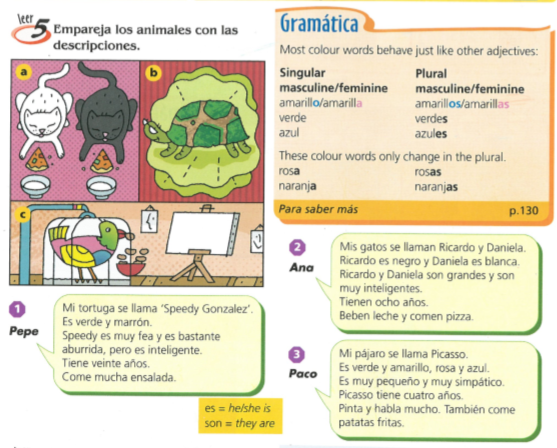 leer
5 Empareja los animales con las
descripciones.
a
b
c
Gramática
Most colour words behave just like other adjectives:
Singular Plural
masculine/feminine masculine/feminine
amarillo/amarilla amarillos/amarillas
verde verdes
azul azules
These colour words only change in the plural.
rosa rosas
naranja naranjas
Para saber más p.130
1
Pepe
Mi tortuga se llama ‘Speedy Gonzalez’.
Es verde y marrón.
Speedy es muy fea y es bastante
aburrida, pero es inteligente.
Tiene veinte años.
Come mucha ensalada.
es = he/she is
son = they are
2
Ana
Mis gatos se llaman Ricardo y Daniela.
Ricardo es negro y Daniela es blanca.
Ricardo y Daniela son grandes y son
muy inteligentes.
Tienen ocho años.
Beben leche y comen pizza.
3
Paco
Mi pájaro se llama Picasso.
Es verde y amarillo, rosa y azul.
Es muy pequeño y muy simpático.
Picasso tiene cuatro años.
Pinta y habla mucho. También come
patatas fritas.